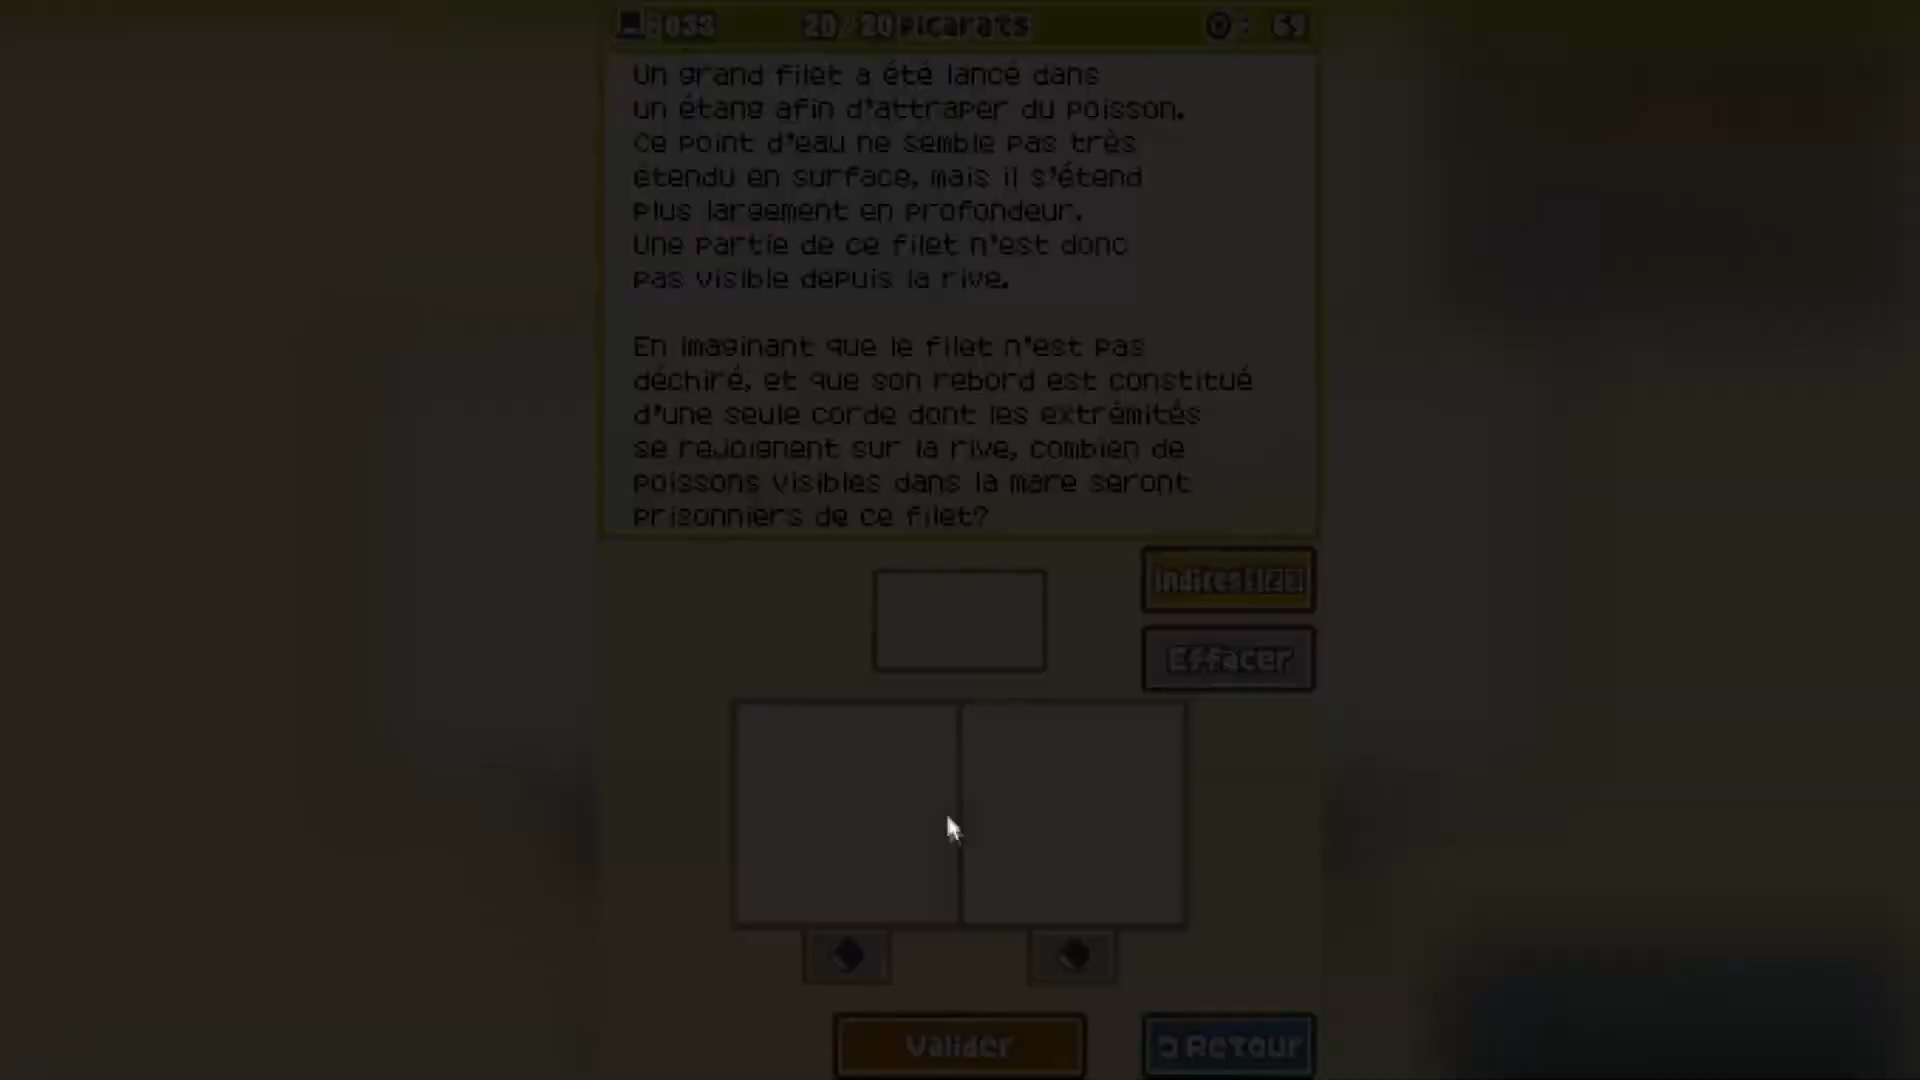 :033 20/20 Picarats : 69
Un grand filet a été lancé dans
un étang afin d'attraper du poisson.
Ce point d'eau ne semble pas très
étendu en surface, mais il s'étend
plus largement en profondeur.
Une partie de ce filet n'est donc
pas visible depuis la rive.
En imaginant que le filet n'est pas
déchiré, et que son rebord est constitué
d'une seule corde dont les extrémités
se rejoignent sur la rive, combien de
poissons visibles dans la mare seront
prisonniers de ce filet?
Indices
Effacer
Valider
Retour